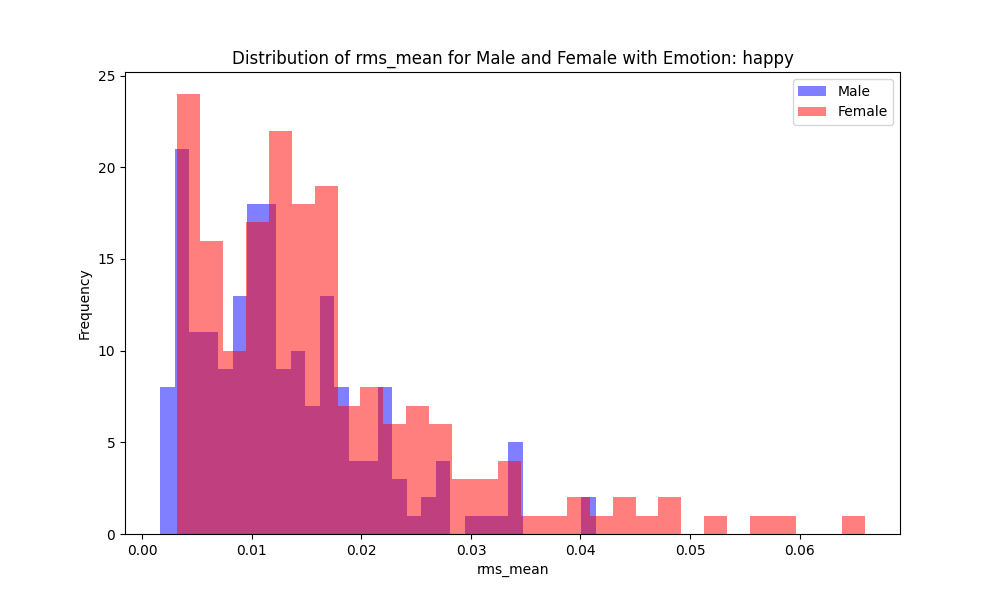 Distribution of rms_mean for Male and Female with Emotion: happy
Male
Female
Frequency
25
20
15
10
5
0
0.00 0.01 0.02 0.03 0.04 0.05 0.06
rms_mean